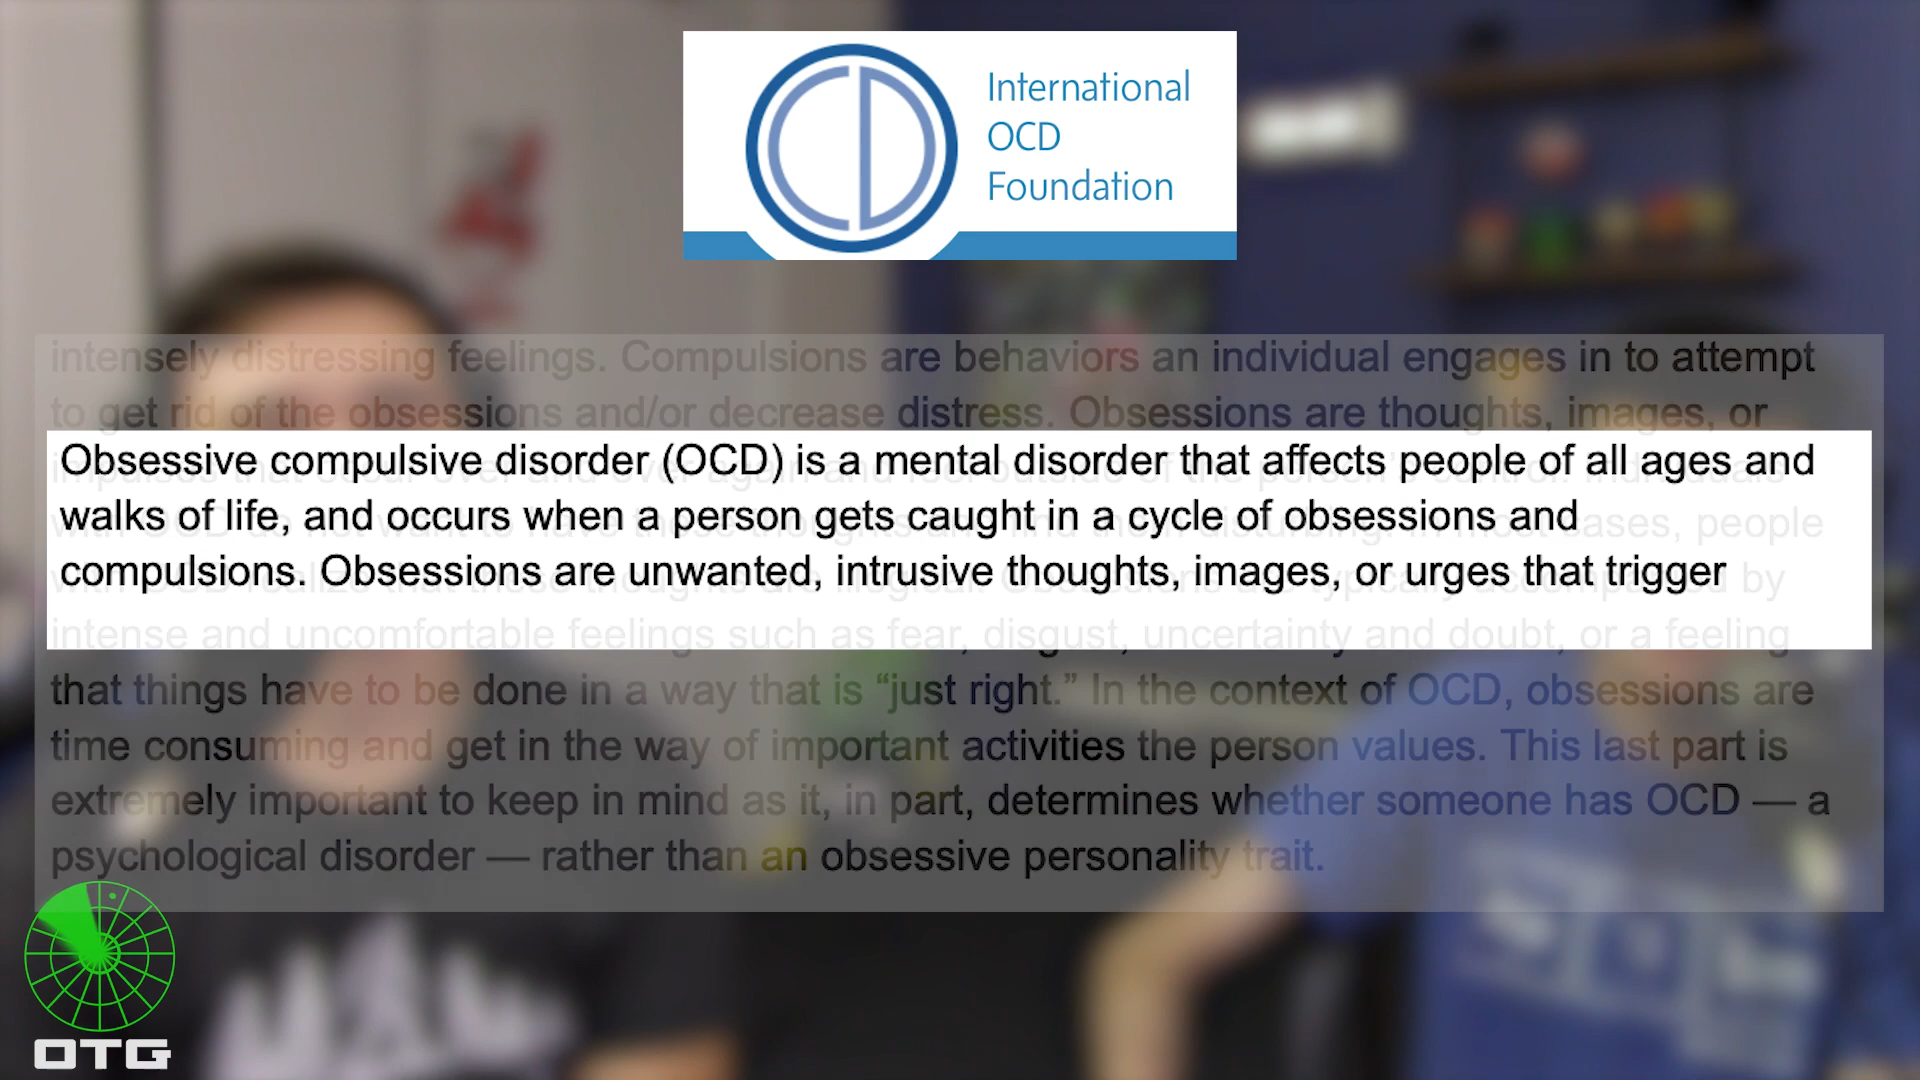 International
OCD
Foundation
intensely distressing feelings. Compulsions are behaviors an individual engages in to attempt
to get rid of the obsessions and/or decrease distress. Obsessions are thoughts, images, or
Obsessive compulsive disorder (OCD) is a mental disorder that affects people of all ages and
walks of life, and occurs when a person gets caught in a cycle of obsessions and
compulsions. Obsessions are unwanted, intrusive thoughts, images, or urges that trigger
intense and uncomfortable feelings such as fear, disgust, uncertainty and doubt, or a feeling
that things have to be done in a way that is “just right.” In the context of OCD, obsessions are
time consuming and get in the way of important activities the person values. This last part is
extremely important to keep in mind as it, in part, determines whether someone has OCD — a
psychological disorder — rather than an obsessive personality trait.
OTG